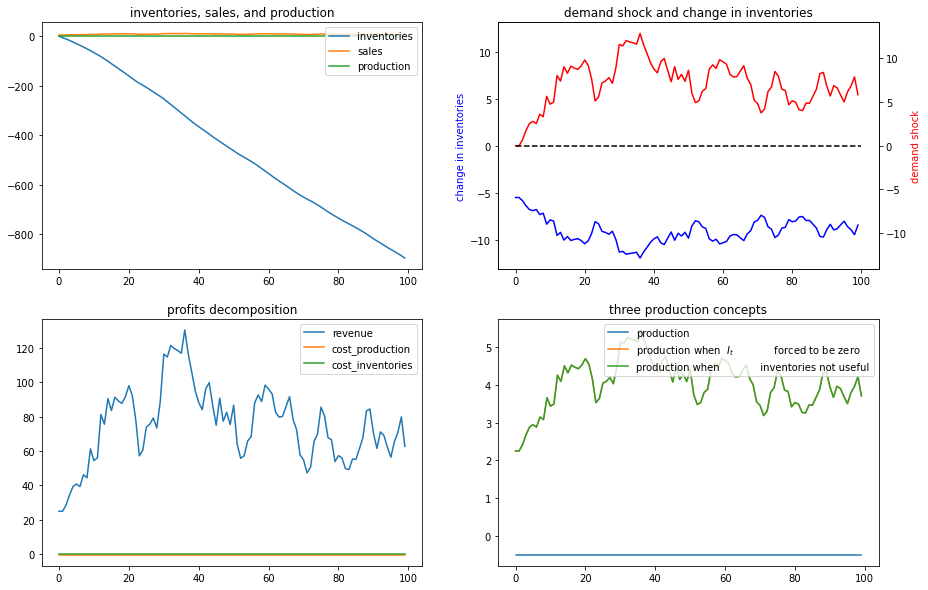 inventories, sales, and production
0
−200
−400
−600
−800
0 20 40 60 80 100
inventories
sales
production
demand shock and change in inventories
change in inventories
10
5
0
−5
−10
0 20 40 60 80 100
10
5
0
−5
−10
demand shock
profits decomposition
120
100
80
60
40
20
0
0 20 40 60 80 100
revenue
cost_production
cost_inventories
three production concepts
5
4
3
2
1
0
0 20 40 60 80 100
production
production when I_t forced to be zero
production when inventories not useful